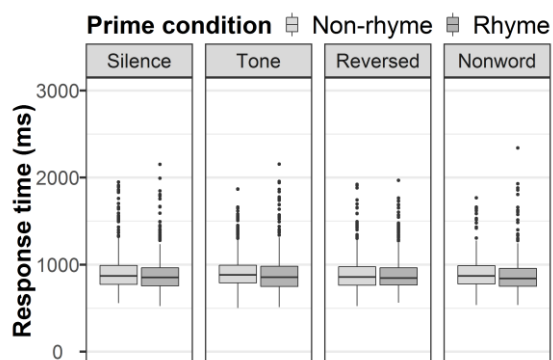 Prime condition Non-rhyme Rhyme
Silence Tone Reversed Nonword
Response time (ms)
3000
2000
1000
0